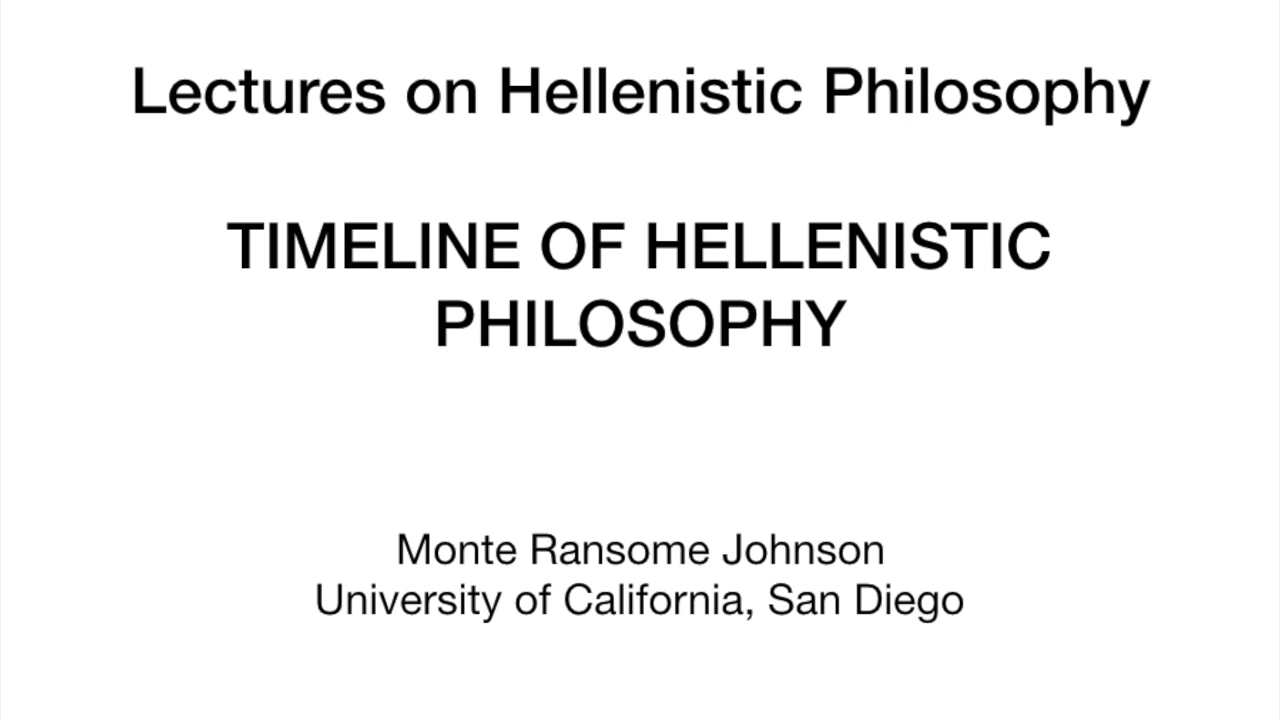 Lectures on Hellenistic Philosophy
TIMELINE OF HELLENISTIC
PHILOSOPHY
Monte Ransome Johnson
University of California, San Diego